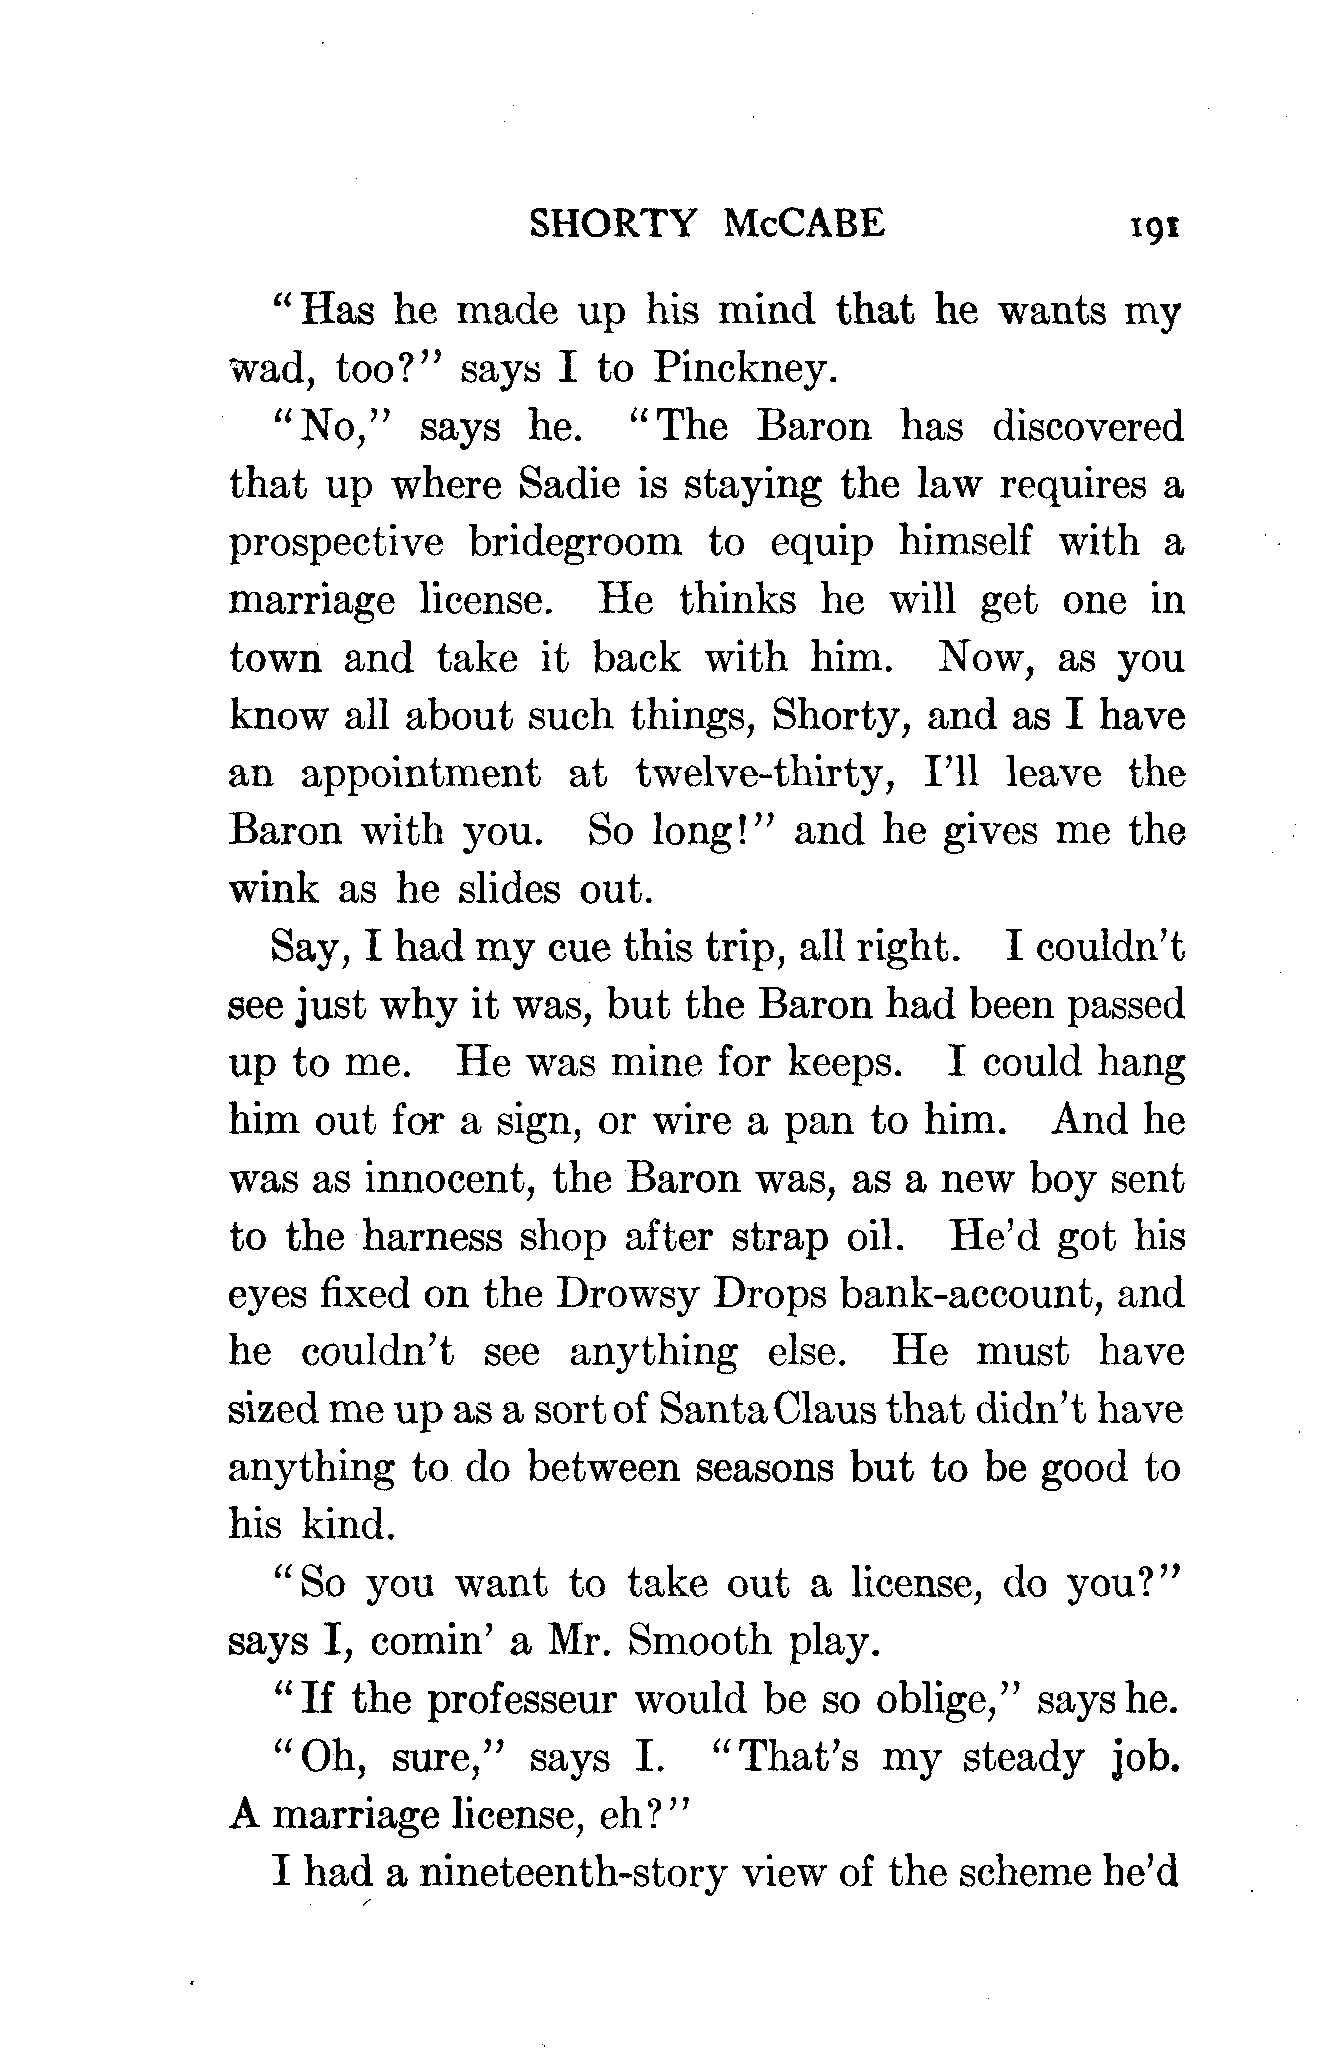 SHORTY McCABE 191
"Has he made up his mind that he wants my
wad, too?" says I to Pinckney.
"No," says he. "The Baron has discovered
that up where Sadie is staying the law requires a
prospective bridegroom to equip himself with a
marriage license. He thinks he will get one in
town and take it back with him. Now, as you
know all about such things, Shorty, and as I have
an appointment at twelve-thirty, I'll leave the
Baron with you. So long!" and he gives me the
wink as he slides out.
Say, I had my cue this trip, all right. I couldn't
see just why it was, but the Baron had been passed
up to me. He was mine for keeps. I could hang
him out for a sign, or wire a pan to him. And he
was as innocent, the Baron was, as a new boy sent
to the harness shop after strap oil. He'd got his
eyes fixed on the Drowsy Drops bank-account, and
he couldn't see anything else. He must have
sized me up as a sort of Santa Claus that didn't have
anything to do between seasons but to be good to
his kind.
"So you want to take out a license, do you?"
says I, comin' a Mr. Smooth play.
"If the professeur would be so oblige," says he.
"Oh, sure," says I. "That's my steady job.
A marriage license, eh?"
I had a nineteenth-story view of the scheme he'd